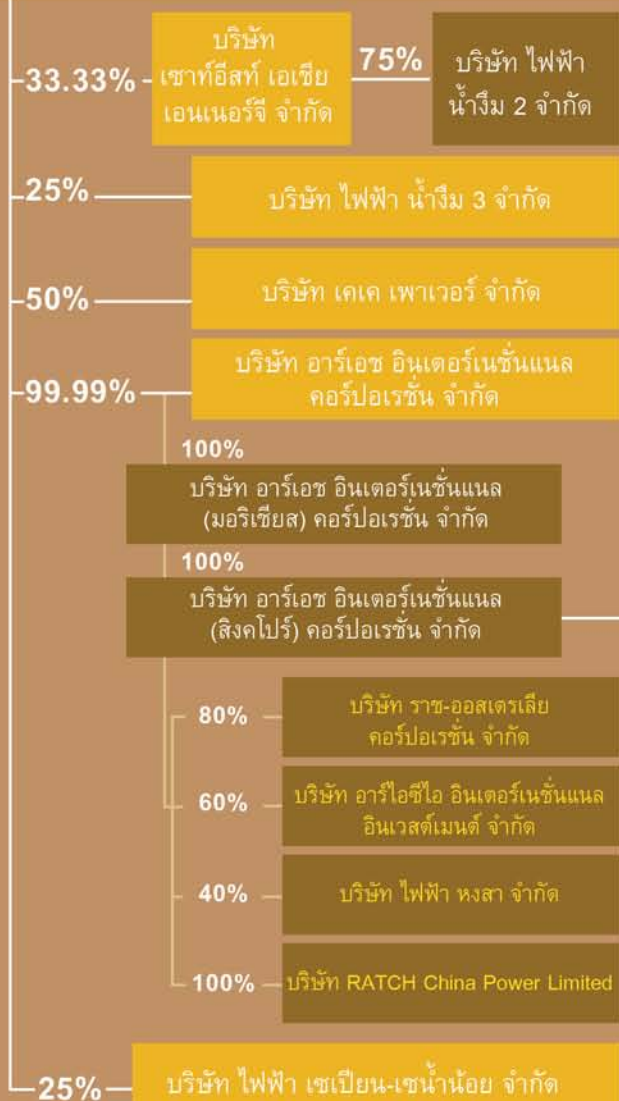 33.33%
บริษัท
เซาท์อีสท์ เอเชีย
เอนเนอร์จี จำกัด
75%
บริษัท ไฟฟ้า
น้ำงึม 2 จำกัด
25%
บริษัท ไฟฟ้า น้ำงึม 3 จำกัด
50%
บริษัท เคเค เพาเวอร์ จำกัด
99.99%
บริษัท อาร์เอช อินเตอร์เนชั่นแนล
คอร์ปอเรชั่น จำกัด
100%
บริษัท อาร์เอช อินเตอร์เนชั่นแนล
(มอริเชียส) คอร์ปอเรชั่น จำกัด
100%
บริษัท อาร์เอช อินเตอร์เนชั่นแนล
(สิงคโปร์) คอร์ปอเรชั่น จำกัด
80%
บริษัท ราช-ออสเตรเลีย
คอร์ปอเรชั่น จำกัด
60%
บริษัท อาร์ไอซีไอ อินเตอร์เนชั่นแนล
อินเวสต์เมนต์ จำกัด
40%
บริษัท ไฟฟ้า หงสา จำกัด
100%
บริษัท RATCH China Power Limited
25%
บริษัท ไฟฟ้า เซเปียน-เซน้ำน้อย จำกัด